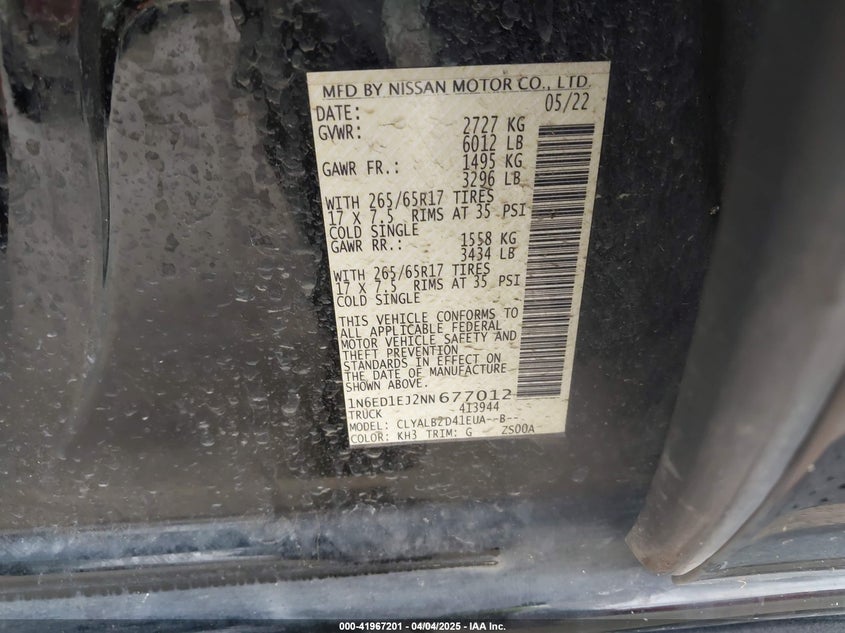 MFD BY NISSAN MOTOR CO., LTD.
DATE: 05/22
GVWR: 2727 KG
6012 LB
GAWR FR.: 1495 KG
3296 LB
WITH 265/65R17 TIRES
17 X 7.5 RIMS AT 35 PSI
COLD SINGLE
GAWR RR.: 1558 KG
3434 LB
WITH 265/65R17 TIRES
17 X 7.5 RIMS AT 35 PSI
COLD SINGLE
THIS VEHICLE CONFORMS TO
ALL APPLICABLE FEDERAL
MOTOR VEHICLE SAFETY AND
THEFT PREVENTION
STANDARDS IN EFFECT ON
THE DATE OF MANUFACTURE
SHOWN ABOVE.
1N6ED1EJ2NN677012
TRUCK 413944
MODEL: CLYALBZD41EUA--B--
COLOR: KH3 TRIM: G ZS00A
000-41967201 - 04/04/2025 - IAA Inc.